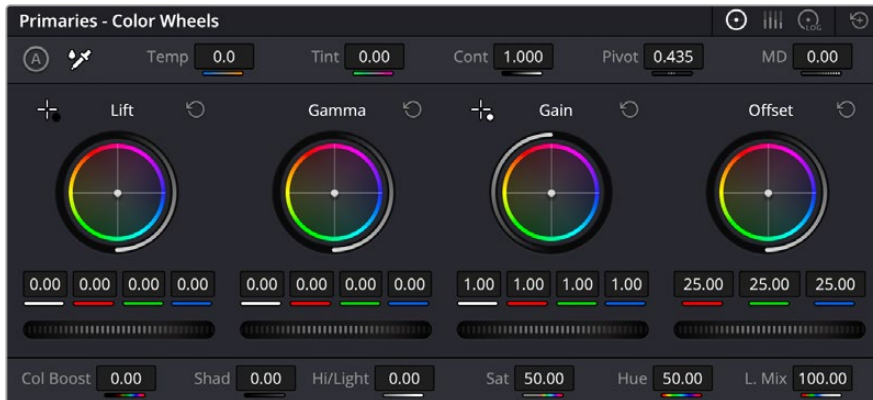 Primaries - Color Wheels
LOG
A Temp 0.0 Tint 0.00 Cont 1.000 Pivot 0.435 MD 0.00
Lift Gamma Gain Offset
0.00 0.00 0.00 0.00 0.00 0.00 0.00 0.00 1.00 1.00 1.00 1.00 25.00 25.00 25.00
Col Boost 0.00 Shad 0.00 Hi/Light 0.00 Sat 50.00 Hue 50.00 L. Mix 100.00